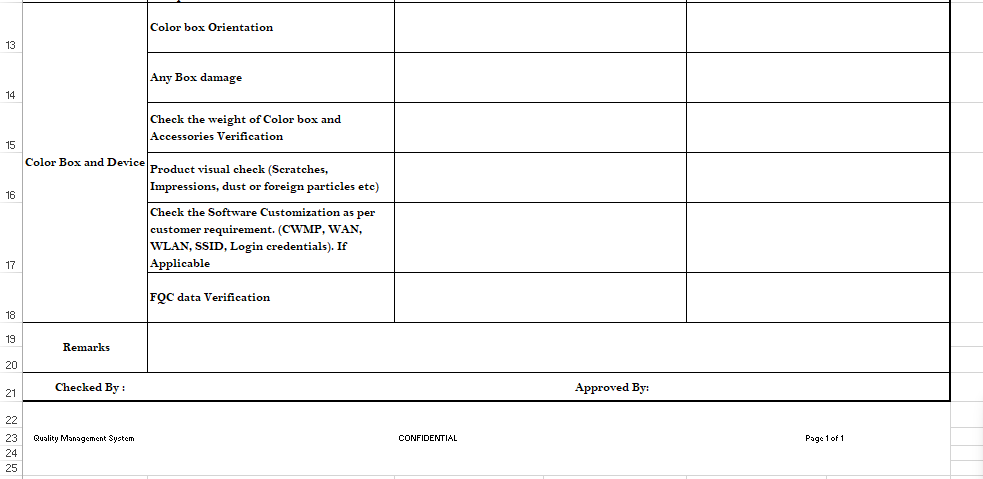 13
Color box Orientation
14
Any Box damage
15
Check the weight of Color box and
Accessories Verification
Color Box and Device
16
Product visual check (Scratches,
Impressions, dust or foreign particles etc)
17
Check the Software Customization as per
customer requirement. (CWMP, WAN,
WLAN, SSID, Login credentials). If
Applicable
18
FQC data Verification
19
Remarks
20
21
Checked By : Approved By:
22
23 Quality Management System CONFIDENTIAL Page 1 of 1
24
25